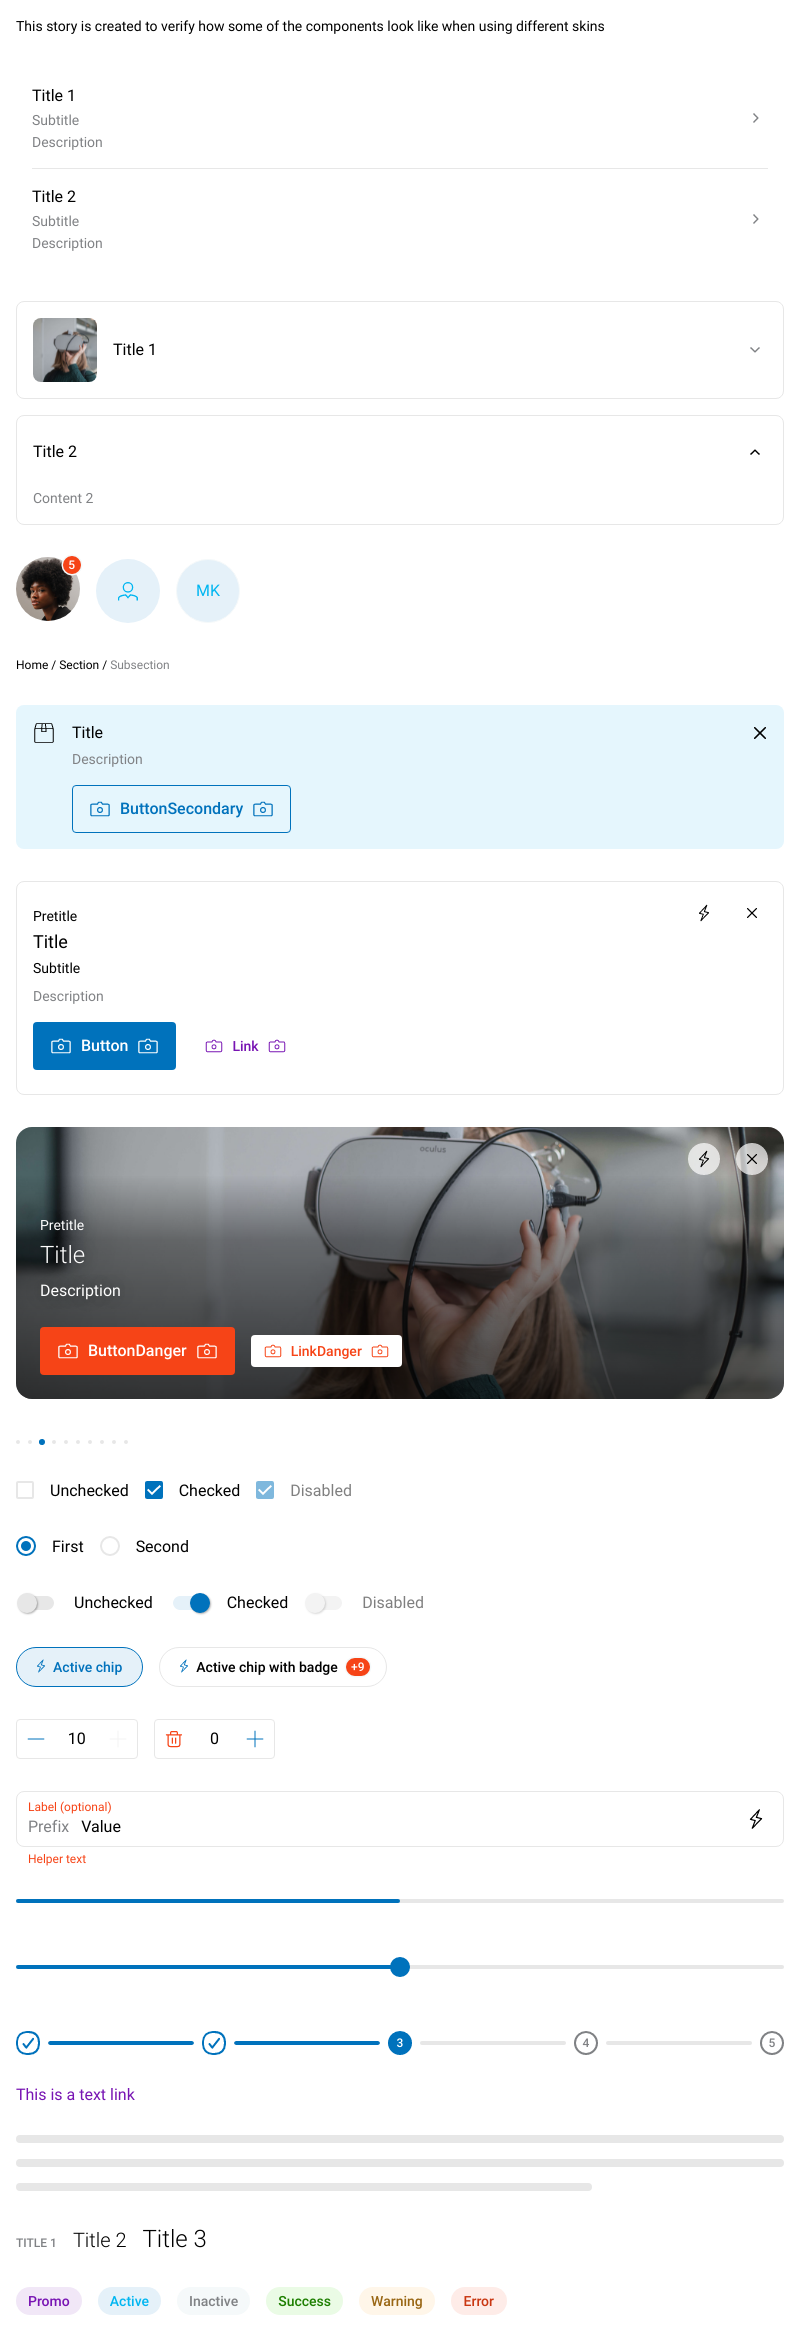 This story is created to verify how some of the components look like when using different skins
Title 1
Subtitle
Description
Title 2
Subtitle
Description
Title 1
Title 2
Content 2
5
MK
Home / Section / Subsection
Title
Description
ButtonSecondary
Pretitle
Title
Subtitle
Description
Button Link
oculus
Pretitle
Title
Description
ButtonDanger LinkDanger
Unchecked Checked Disabled
First Second
Unchecked Checked Disabled
Active chip Active chip with badge +9
10 0
Label (optional)
Prefix Value
Helper text
3 4 5
This is a text link
TITLE 1 Title 2 Title 3
Promo Active Inactive Success Warning Error